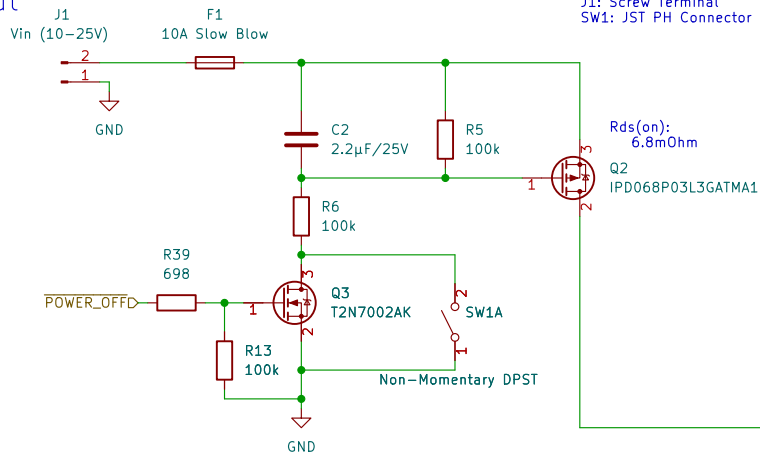 J1: Screw Terminal
SW1: JST PH Connector
J1
Vin (10-25V)
2
1
GND
F1
10A Slow Blow
C2
2.2µF/25V
R5
100k
Rds(on):
6.8mOhm
3
Q2
IPD068P03L3GATMA1
1
2
R6
100k
R39
698
POWER_OFF
3
Q3
T2N7002AK
1
2
2
SW1A
1
R13
100k
Non-Momentary DPST
GND